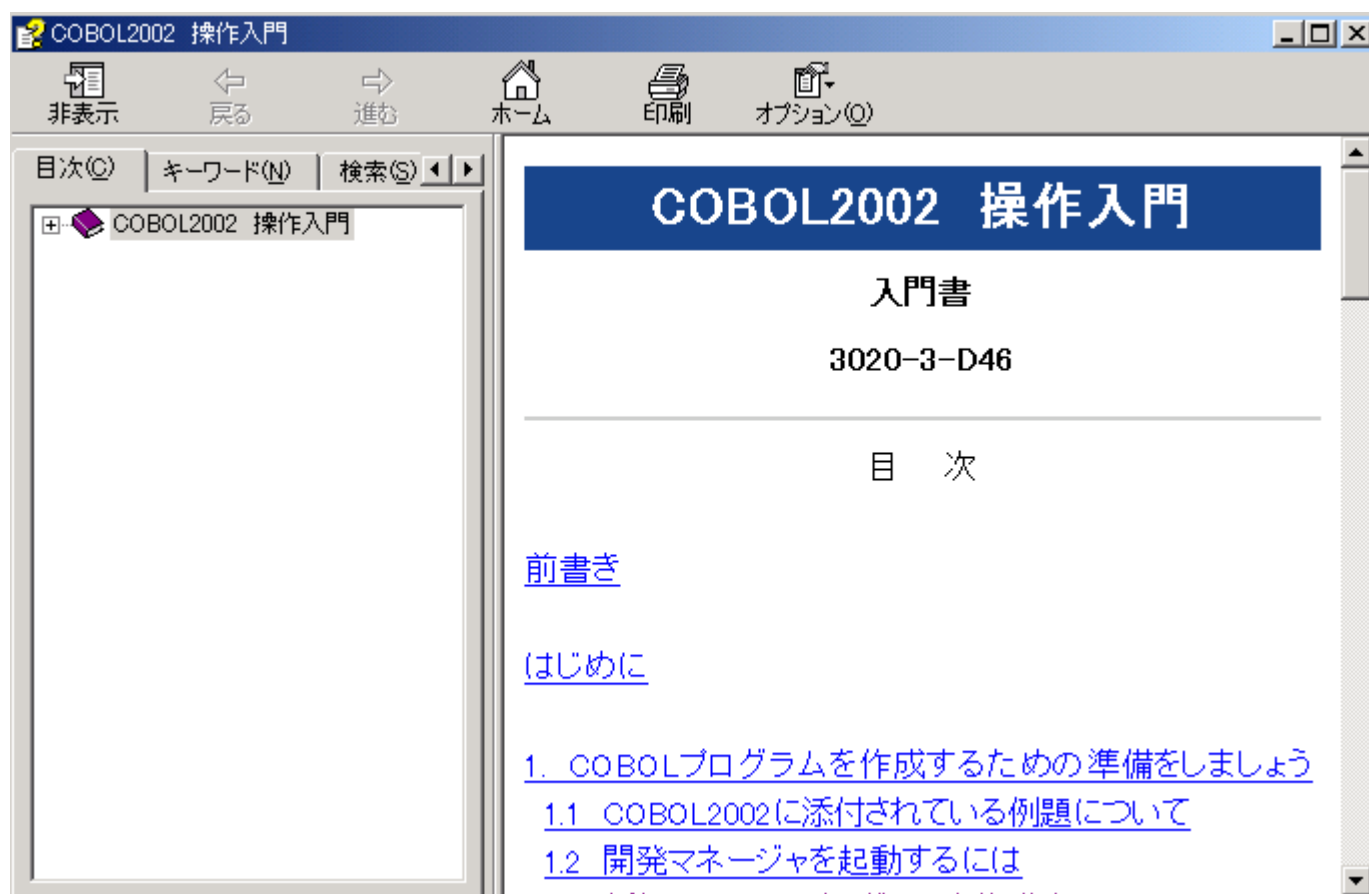 COBOL2002 操作入門
非表示 戻る 進む ホーム 印刷 オプション(O)
目次(C) キーワード(N) 検索(S)
COBOL2002 操作入門
COBOL2002 操作入門
入門書
3020-3-D46
目 次
前書き
はじめに
1. COBOLプログラムを作成するための準備をしましょう
1.1 COBOL2002に添付されている例題について
1.2 開発マネージャを起動するには